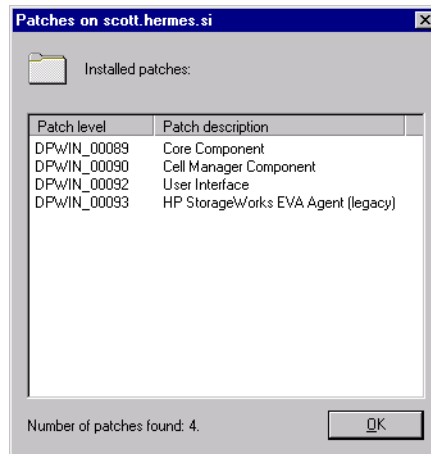 Patches on scott.hermes.si
Installed patches:
Patch level Patch description
DPWIN_00089 Core Component
DPWIN_00090 Cell Manager Component
DPWIN_00092 User Interface
DPWIN_00093 HP StorageWorks EVA Agent (legacy)
Number of patches found: 4.
OK